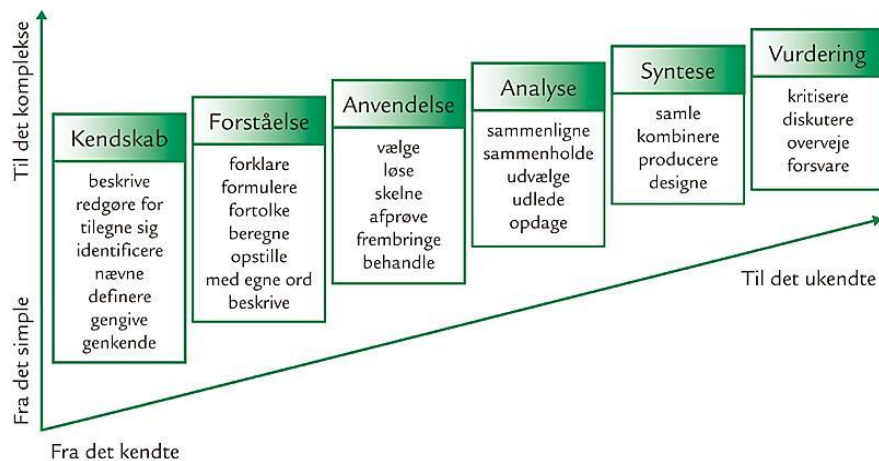 Til det komplekse
Fra det simple
Kendskab
beskrive
redgøre for
tilegne sig
identificere
nævne
definere
gengive
genkende
Forståelse
forklare
formulere
fortolke
beregne
opstille
med egne ord
beskrive
Anvendelse
vælge
løse
skelne
afprøve
frembringe
behandle
Analyse
sammenligne
sammenholde
udvælge
udlede
opdage
Syntese
samle
kombinere
producere
designe
Vurdering
kritisere
diskutere
overveje
forsvare
Til det ukendte
Fra det kendte